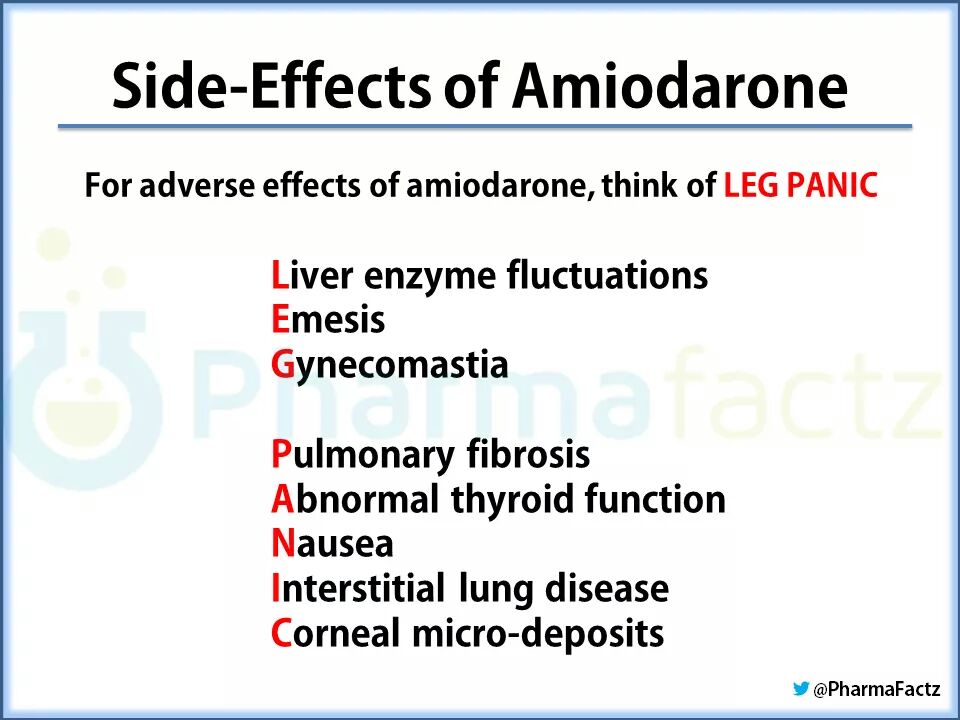 Side-Effects of Amiodarone
For adverse effects of amiodarone, think of LEG PANIC
Liver enzyme fluctuations
Emesis
Gynecomastia
Pharmafactz
Pulmonary fibrosis
Abnormal thyroid function
Nausea
Interstitial lung disease
Corneal micro-deposits
@PharmaFactz